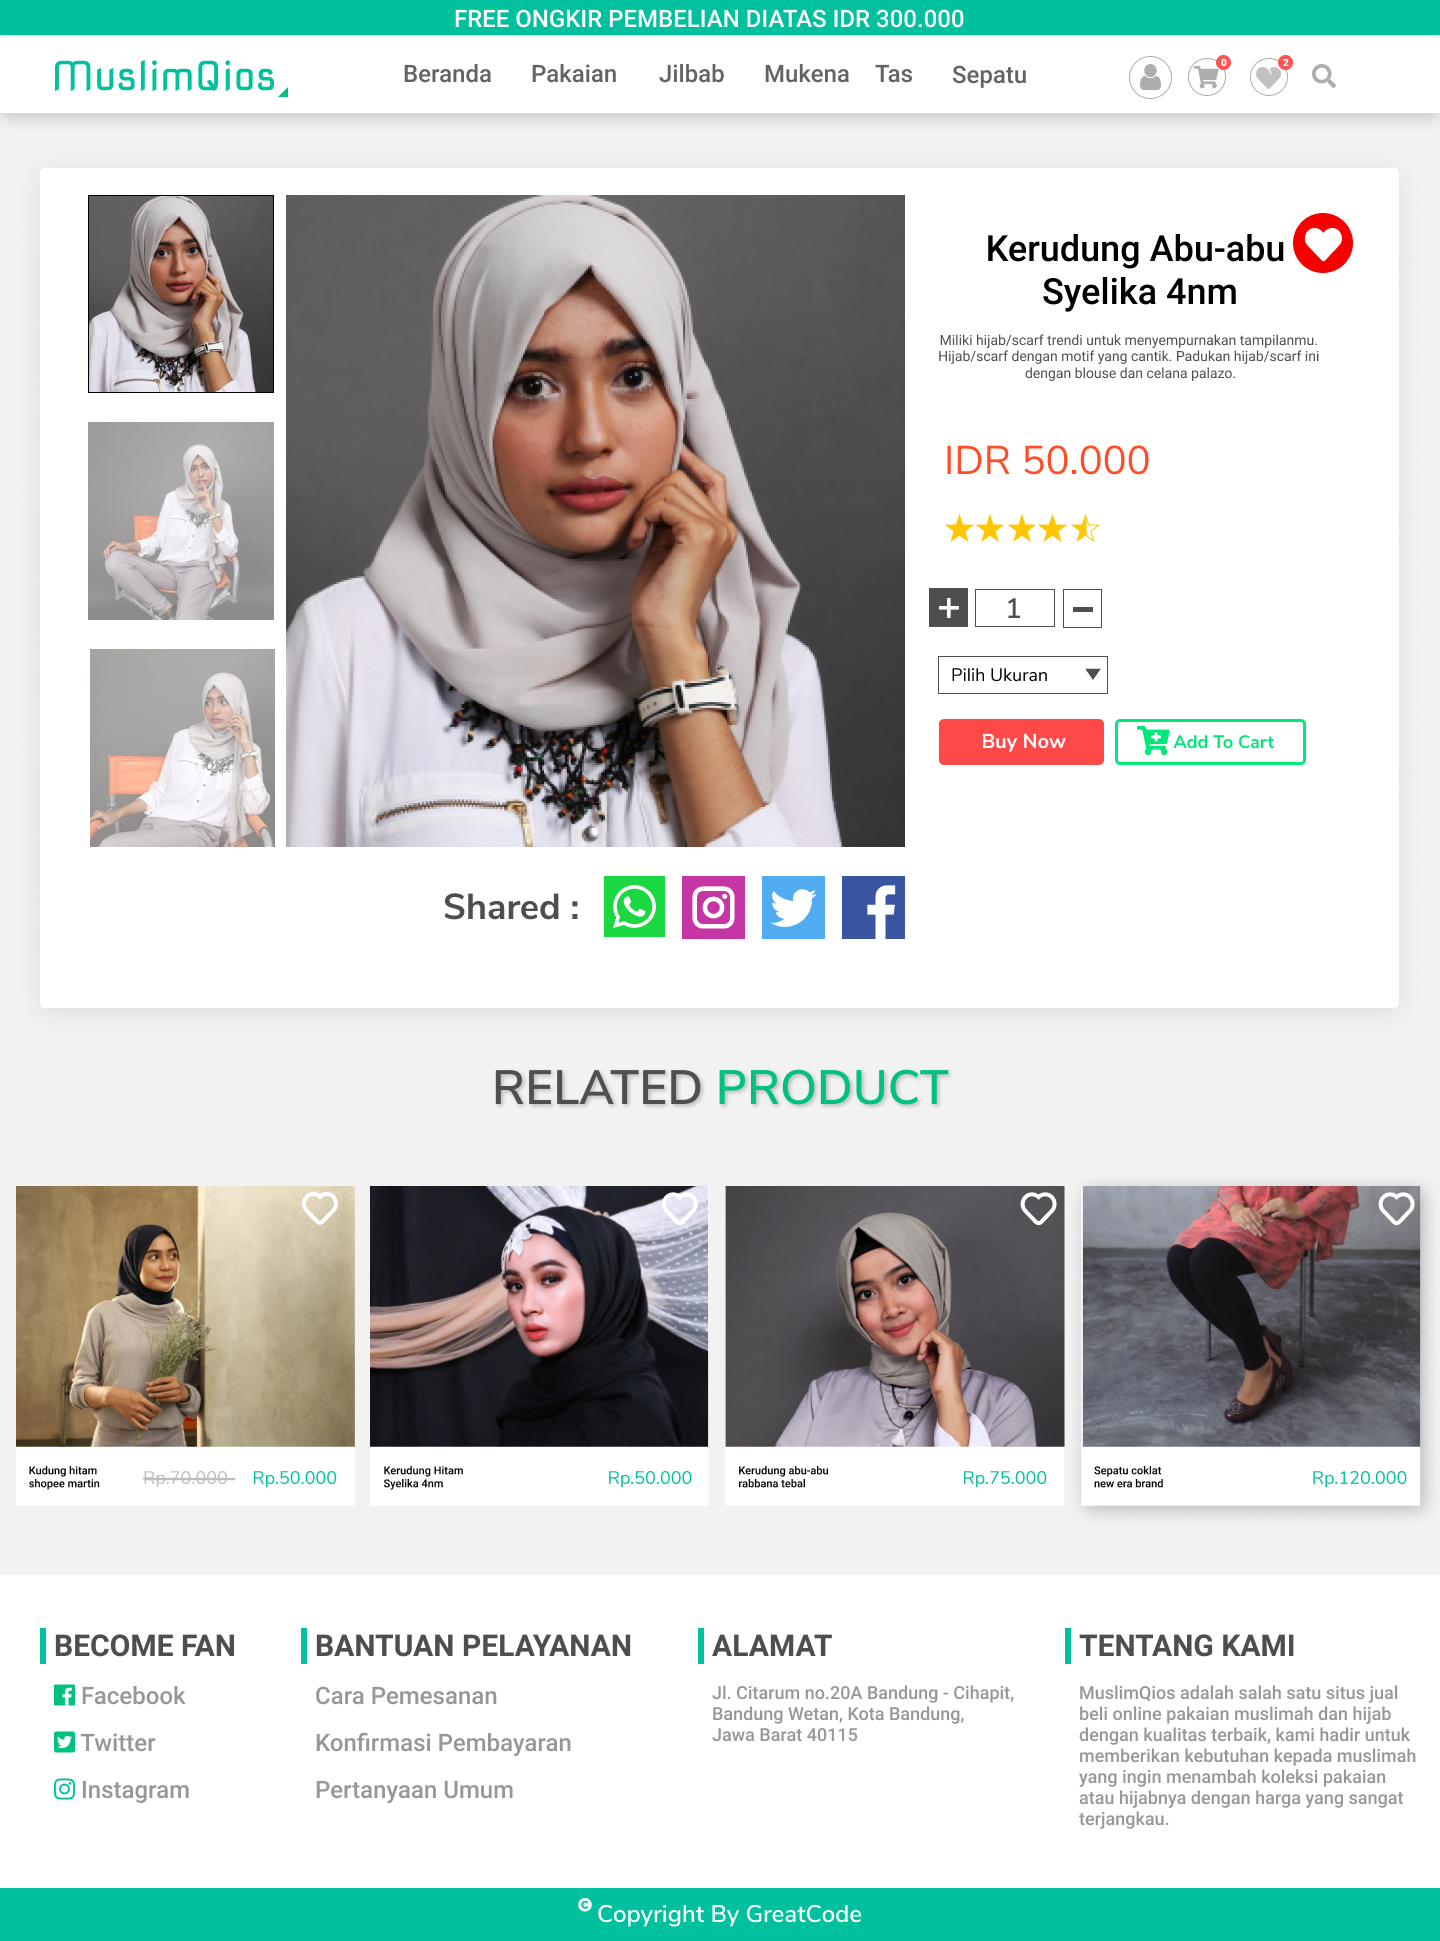 FREE ONGKIR PEMBELIAN DIATAS IDR 300.000
MuslimQios
Beranda
Pakaian
Jilbab
Mukena
Tas
Sepatu
0
2
Kerudung Abu-abu
Syelika 4nm
Miliki hijab/scarf trendi untuk menyempurnakan tampilanmu.
Hijab/scarf dengan motif yang cantik. Padukan hijab/scarf ini
dengan blouse dan celana palazo.
IDR 50.000
1
Pilih Ukuran
Buy Now
Add To Cart
Shared :
RELATED PRODUCT
Kudung hitam
shopee martin
Rp.70.000
Rp.50.000
Kerudung Hitam
Syelika 4nm
Rp.50.000
Kerudung abu-abu
rabbana tebal
Rp.75.000
Sepatu coklat
new era brand
Rp.120.000
BECOME FAN
Facebook
Twitter
Instagram
BANTUAN PELAYANAN
Cara Pemesanan
Konfirmasi Pembayaran
Pertanyaan Umum
ALAMAT
Jl. Citarum no.20A Bandung - Cihapit,
Bandung Wetan, Kota Bandung,
Jawa Barat 40115
TENTANG KAMI
MuslimQios adalah salah satu situs jual
beli online pakaian muslimah dan hijab
dengan kualitas terbaik, kami hadir untuk
memberikan kebutuhan kepada muslimah
yang ingin menambah koleksi pakaian
atau hijabnya dengan harga yang sangat
terjangkau.
© Copyright By GreatCode